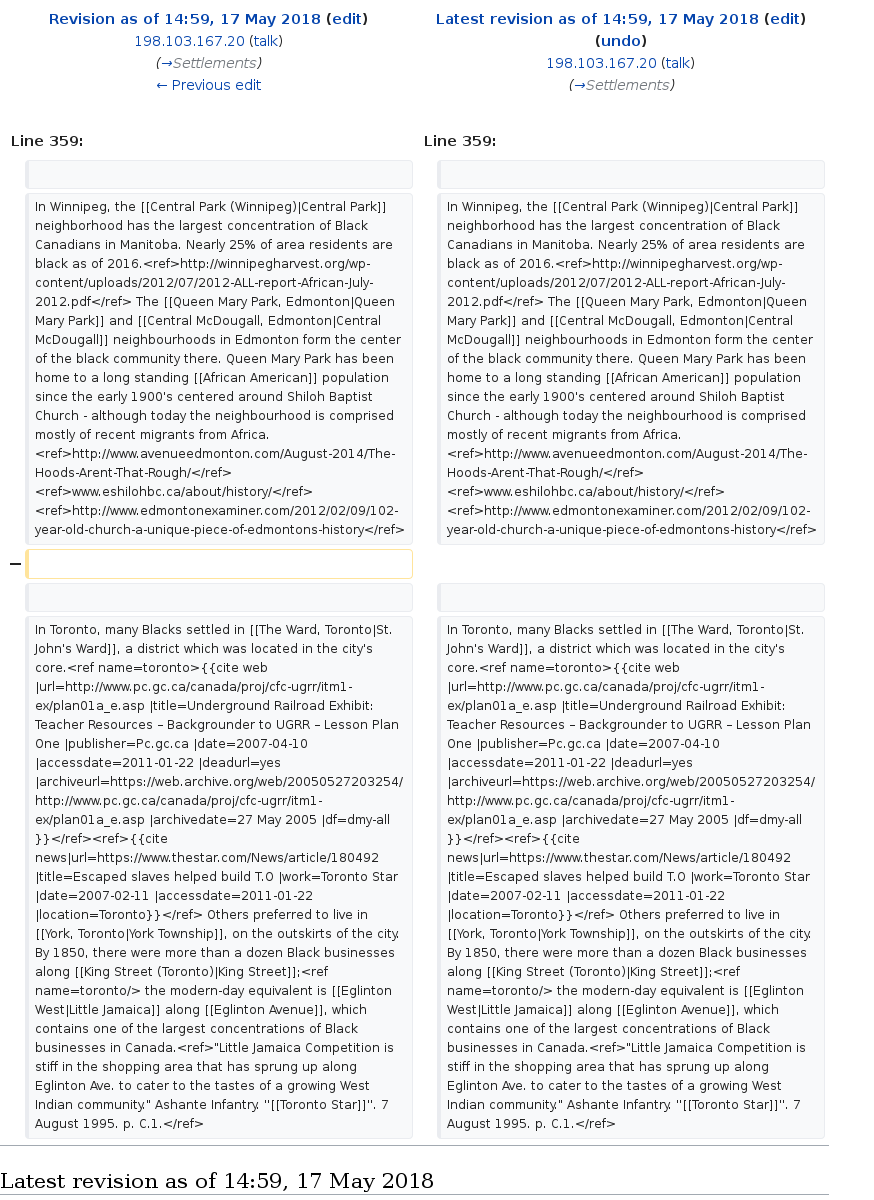 Revision as of 14:59, 17 May 2018 (edit)
198.103.167.20 (talk)
(→Settlements)
← Previous edit
Latest revision as of 14:59, 17 May 2018 (edit)
(undo)
198.103.167.20 (talk)
(→Settlements)
Line 359:
Line 359:
In Winnipeg, the [[Central Park (Winnipeg)|Central Park]]
neighborhood has the largest concentration of Black
Canadians in Manitoba. Nearly 25% of area residents are
black as of 2016.<ref>http://winnipegharvest.org/wp-
content/uploads/2012/07/2012-ALL-report-African-July-
2012.pdf</ref> The [[Queen Mary Park, Edmonton|Queen
Mary Park]] and [[Central McDougall, Edmonton|Central
McDougall]] neighbourhoods in Edmonton form the center
of the black community there. Queen Mary Park has been
home to a long standing [[African American]] population
since the early 1900's centered around Shiloh Baptist
Church - although today the neighbourhood is comprised
mostly of recent migrants from Africa.
<ref>http://www.avenueedmonton.com/August-2014/The-
Hoods-Arent-That-Rough/</ref>
<ref>www.eshilohbc.ca/about/history/</ref>
<ref>http://www.edmontonexaminer.com/2012/02/09/102-
year-old-church-a-unique-piece-of-edmontons-history</ref>
In Winnipeg, the [[Central Park (Winnipeg)|Central Park]]
neighborhood has the largest concentration of Black
Canadians in Manitoba. Nearly 25% of area residents are
black as of 2016.<ref>http://winnipegharvest.org/wp-
content/uploads/2012/07/2012-ALL-report-African-July-
2012.pdf</ref> The [[Queen Mary Park, Edmonton|Queen
Mary Park]] and [[Central McDougall, Edmonton|Central
McDougall]] neighbourhoods in Edmonton form the center
of the black community there. Queen Mary Park has been
home to a long standing [[African American]] population
since the early 1900's centered around Shiloh Baptist
Church - although today the neighbourhood is comprised
mostly of recent migrants from Africa.
<ref>http://www.avenueedmonton.com/August-2014/The-
Hoods-Arent-That-Rough/</ref>
<ref>www.eshilohbc.ca/about/history/</ref>
<ref>http://www.edmontonexaminer.com/2012/02/09/102-
year-old-church-a-unique-piece-of-edmontons-history</ref>
−
In Toronto, many Blacks settled in [[The Ward, Toronto|St.
John's Ward]], a district which was located in the city's
core.<ref name=toronto>{{cite web
|url=http://www.pc.gc.ca/canada/proj/cfc-ugrr/itm1-
ex/plan01a_e.asp |title=Underground Railroad Exhibit:
Teacher Resources – Backgrounder to UGRR – Lesson Plan
One |publisher=Pc.gc.ca |date=2007-04-10
|accessdate=2011-01-22 |deadurl=yes
|archiveurl=https://web.archive.org/web/20050527203254/
http://www.pc.gc.ca/canada/proj/cfc-ugrr/itm1-
ex/plan01a_e.asp |archivedate=27 May 2005 |df=dmy-all
}}</ref><ref>{{cite
news|url=https://www.thestar.com/News/article/180492
|title=Escaped slaves helped build T.O |work=Toronto Star
|date=2007-02-11 |accessdate=2011-01-22
|location=Toronto}}</ref> Others preferred to live in
[[York, Toronto|York Township]], on the outskirts of the city.
By 1850, there were more than a dozen Black businesses
along [[King Street (Toronto)|King Street]];<ref
name=toronto/> the modern-day equivalent is [[Eglinton
West|Little Jamaica]] along [[Eglinton Avenue]], which
contains one of the largest concentrations of Black
businesses in Canada.<ref>"Little Jamaica Competition is
stiff in the shopping area that has sprung up along
Eglinton Ave. to cater to the tastes of a growing West
Indian community." Ashante Infantry. ''[[Toronto Star]]''. 7
August 1995. p. C.1.</ref>
In Toronto, many Blacks settled in [[The Ward, Toronto|St.
John's Ward]], a district which was located in the city's
core.<ref name=toronto>{{cite web
|url=http://www.pc.gc.ca/canada/proj/cfc-ugrr/itm1-
ex/plan01a_e.asp |title=Underground Railroad Exhibit:
Teacher Resources – Backgrounder to UGRR – Lesson Plan
One |publisher=Pc.gc.ca |date=2007-04-10
|accessdate=2011-01-22 |deadurl=yes
|archiveurl=https://web.archive.org/web/20050527203254/
http://www.pc.gc.ca/canada/proj/cfc-ugrr/itm1-
ex/plan01a_e.asp |archivedate=27 May 2005 |df=dmy-all
}}</ref><ref>{{cite
news|url=https://www.thestar.com/News/article/180492
|title=Escaped slaves helped build T.O |work=Toronto Star
|date=2007-02-11 |accessdate=2011-01-22
|location=Toronto}}</ref> Others preferred to live in
[[York, Toronto|York Township]], on the outskirts of the city.
By 1850, there were more than a dozen Black businesses
along [[King Street (Toronto)|King Street]];<ref
name=toronto/> the modern-day equivalent is [[Eglinton
West|Little Jamaica]] along [[Eglinton Avenue]], which
contains one of the largest concentrations of Black
businesses in Canada.<ref>"Little Jamaica Competition is
stiff in the shopping area that has sprung up along
Eglinton Ave. to cater to the tastes of a growing West
Indian community." Ashante Infantry. ''[[Toronto Star]]''. 7
August 1995. p. C.1.</ref>
Latest revision as of 14:59, 17 May 2018